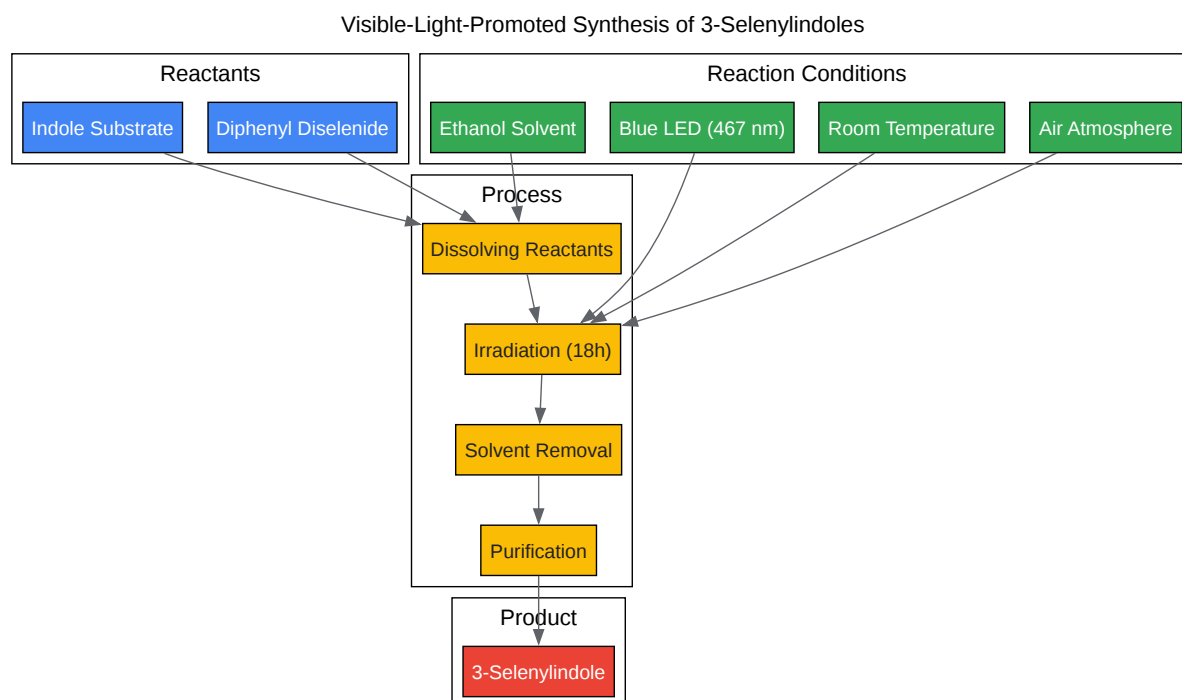 Visible-Light-Promoted Synthesis of 3-Selenylindoles
Reactants
Reaction Conditions
Indole Substrate
Diphenyl Diselenide
Ethanol Solvent
Blue LED (467 nm)
Room Temperature
Air Atmosphere
Process
Dissolving Reactants
Irradiation (18h)
Solvent Removal
Purification
Product
3-Selenylindole